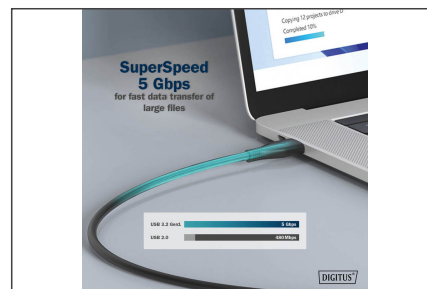 Copying 12 projects to drive D
Completed 10%
SuperSpeed
5 Gbps
for fast data transfer of
large files
USB 3.2 Gen1
5 Gbps
USB 2.0
480 Mbps
DIGITUS®